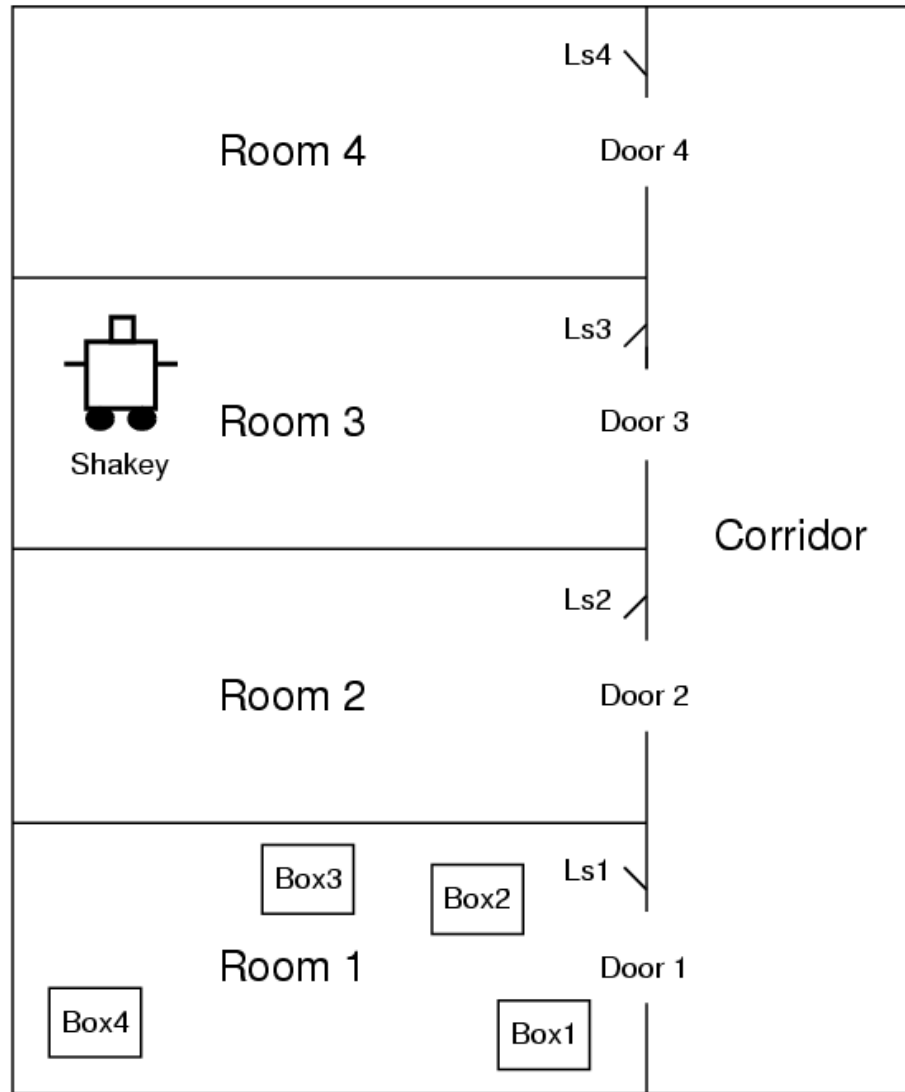 Ls4
Room 4
Door 4
Ls3
Room 3
Door 3
Shakey
Corridor
Ls2
Room 2
Door 2
Box3
Box2
Ls1
Room 1
Door 1
Box4
Box1